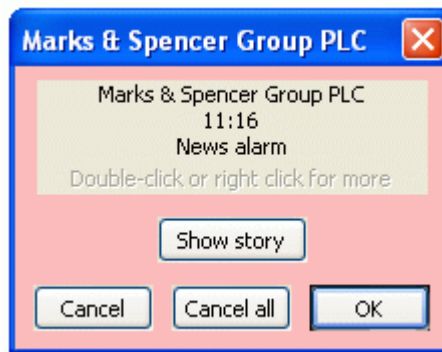 Marks & Spencer Group PLC
Marks & Spencer Group PLC
11:16
News alarm
Double-click or right click for more
Show story
Cancel Cancel all OK